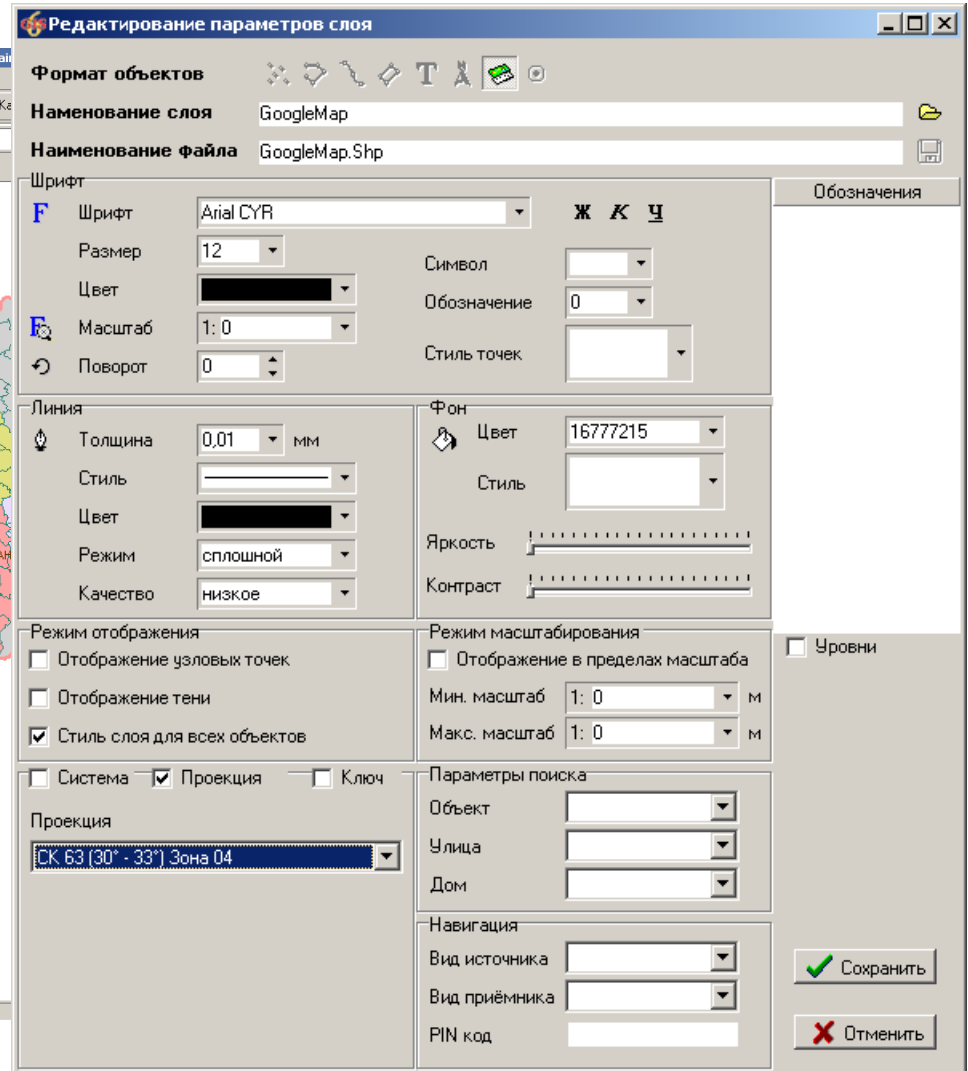 Редактирование параметров слоя
Формат объектов
T
Наменование слоя GoogleMap
Наименование файла GoogleMap.Shp
Шрифт
Обозначения
F Шрифт Arial CYR Ж К Ч
Размер 12
Символ
Цвет
Обозначение 0
F Масштаб 1: 0
Стиль точек
Поворот 0
Линия
Фон
Толщина 0,01 мм
Цвет 16777215
Стиль
Стиль
Цвет
Яркость
Режим сплошной
Контраст
Качество низкое
Режим отображения
Режим масштабирования
Уровни
Отображение узловых точек
Отображение в пределах масштаба
Отображение тени
Мин. масштаб 1: 0 м
Стиль слоя для всех объектов
Макс. масштаб 1: 0 м
Система Проекция Ключ
Параметры поиска
Проекция
Объект
СК 63 (30° - 33°) Зона 04
Улица
Дом
Навигация
Вид источника
Сохранить
Вид приёмника
PIN код
Отменить